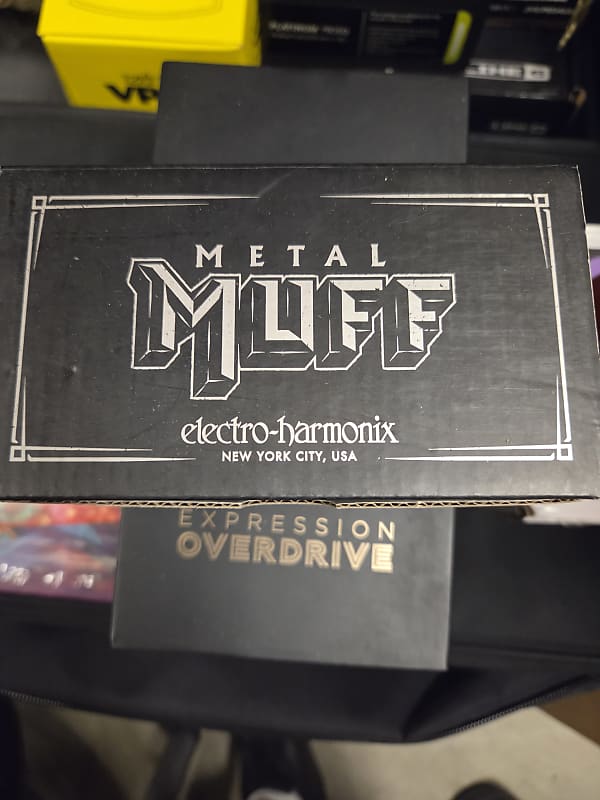 METAL
MUFF
electro-harmonix
NEW YORK CITY, USA
EXPRESSION
OVERDRIVE